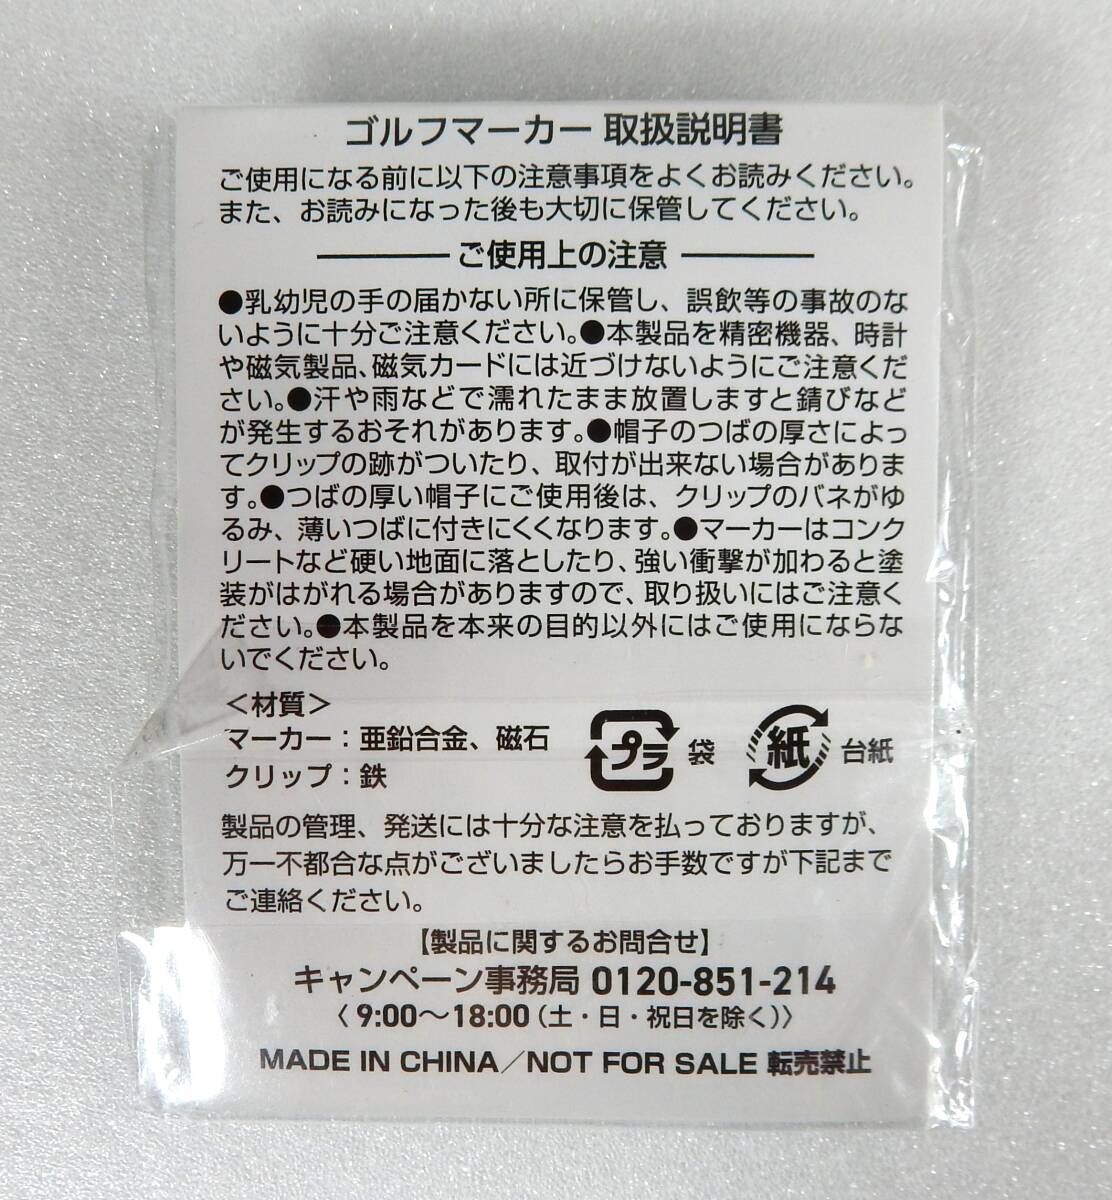 ゴルフマーカー 取扱説明書
ご使用になる前に以下の注意事項をよくお読みください。
また、お読みになった後も大切に保管してください。
ご使用上の注意
●乳幼児の手の届かない所に保管し、誤飲等の事故のな
いように十分ご注意ください。●本製品を精密機器、時計
や磁気製品、磁気カードには近づけないようにご注意くだ
さい。●汗や雨などで濡れたまま放置しますと錆びなど
が発生するおそれがあります。●帽子のつばの厚さによっ
てクリップの跡がついたり、取付が出来ない場合がありま
す。●つばの厚い帽子にご使用後は、クリップのバネがゆ
るみ、薄いつばに付きにくくなります。●マーカーはコンク
リートなど硬い地面に落としたり、強い衝撃が加わると塗
装がはがれる場合がありますので、取り扱いにはご注意く
ださい。●本製品を本来の目的以外にはご使用にならな
いでください。
＜材質＞
マーカー：亜鉛合金、磁石
クリップ：鉄
プラ 袋 紙 台紙
製品の管理、発送には十分な注意を払っておりますが、
万一不都合な点がございましたらお手数ですが下記まで
ご連絡ください。
【製品に関するお問合せ】
キャンペーン事務局 0120-851-214
〈 9:00〜18:00（土・日・祝日を除く）〉
MADE IN CHINA／NOT FOR SALE 転売禁止